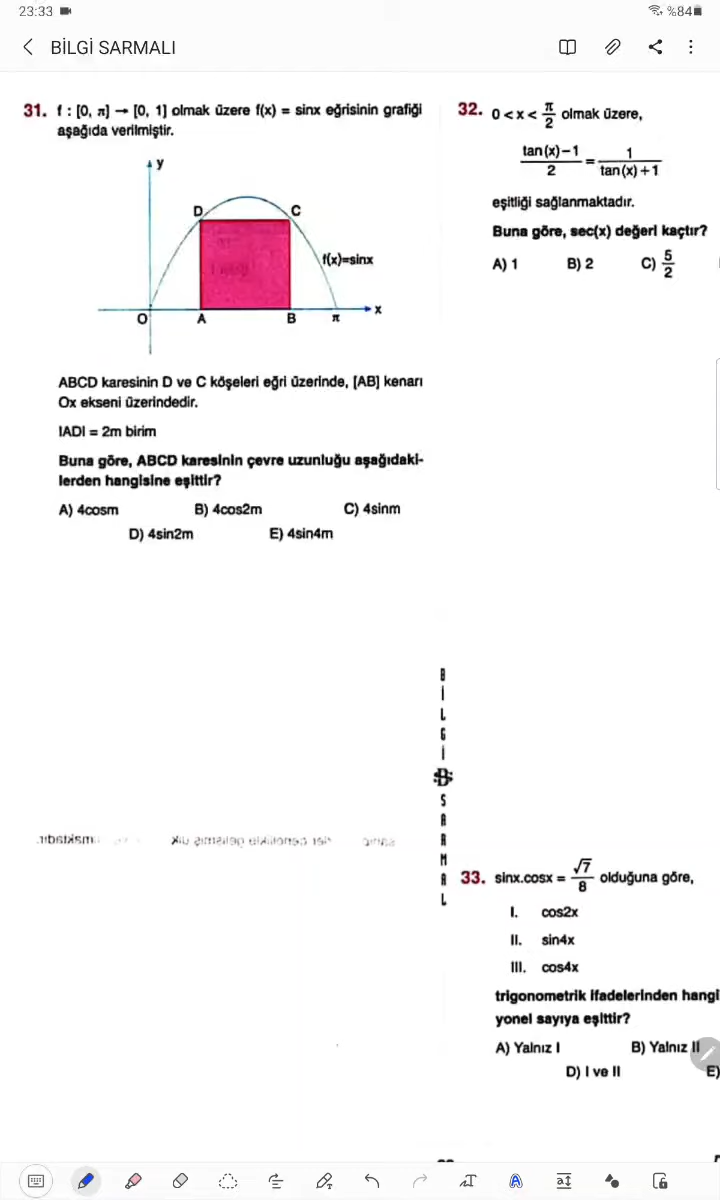 23:33
%84
BİLGİ SARMALI
31. f : [0, π] → [0, 1] olmak üzere f(x) = sinx eğrisinin grafiği
aşağıda verilmiştir.
y
D
C
f(x)=sinx
O
A
B
π
x
ABCD karesinin D ve C köşeleri eğri üzerinde, [AB] kenarı
Ox ekseni üzerindedir.
IADI = 2m birim
Buna göre, ABCD karesinin çevre uzunluğu aşağıdaki-
lerden hangisine eşittir?
A) 4cosm
B) 4cos2m
C) 4sinm
D) 4sin2m
E) 4sin4m
BİLGİ SARMAL
32. 0 < x < π/2 olmak üzere,
(tan(x)−1)/2 = 1/(tan(x)+1)
eşitliği sağlanmaktadır.
Buna göre, sec(x) değeri kaçtır?
A) 1
B) 2
C) 5/2
33. sinx.cosx = √7/8 olduğuna göre,
I. cos2x
II. sin4x
III. cos4x
trigonometrik ifadelerinden hangi
yonel sayıya eşittir?
A) Yalnız I
B) Yalnız II
D) I ve II
E)